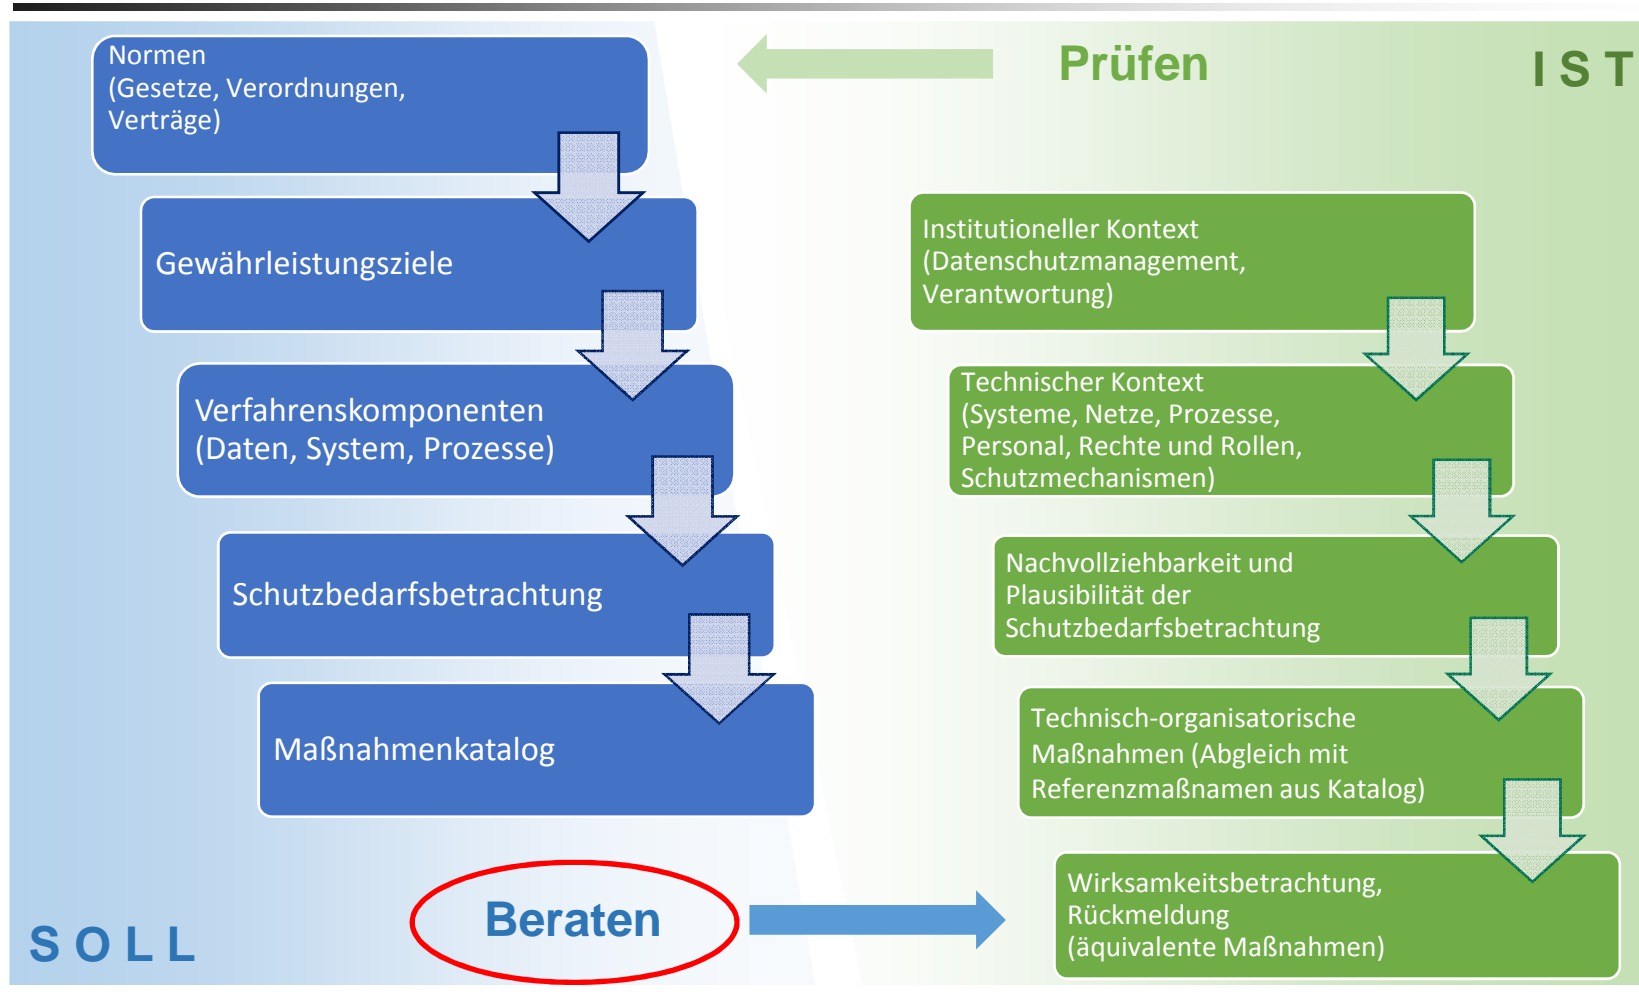 Normen
(Gesetze, Verordnungen,
Verträge)
Gewährleistungsziele
Verfahrenskomponenten
(Daten, System, Prozesse)
Schutzbedarfsbetrachtung
Maßnahmenkatalog
Beraten
S O L L
Prüfen
I S T
Institutioneller Kontext
(Datenschutzmanagement,
Verantwortung)
Technischer Kontext
(Systeme, Netze, Prozesse,
Personal, Rechte und Rollen,
Schutzmechanismen)
Nachvollziehbarkeit und
Plausibilität der
Schutzbedarfsbetrachtung
Technisch-organisatorische
Maßnahmen (Abgleich mit
Referenzmaßnamen aus Katalog)
Wirksamkeitsbetrachtung,
Rückmeldung
(äquivalente Maßnahmen)